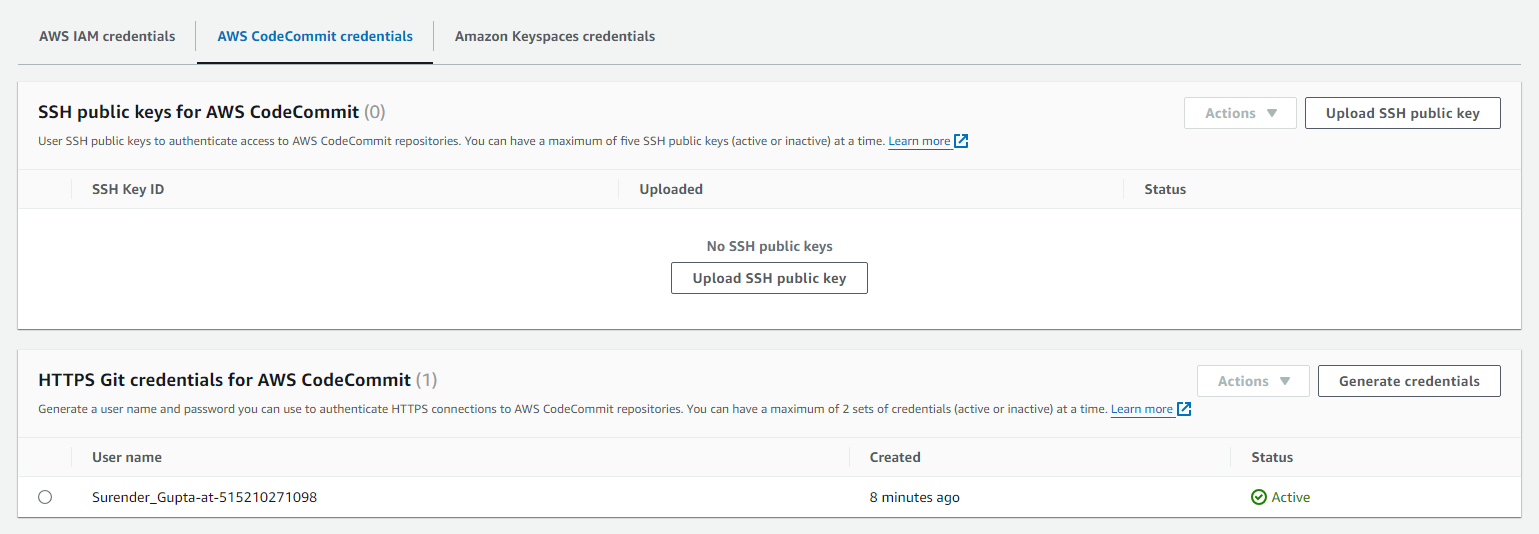 AWS IAM credentials
AWS CodeCommit credentials
Amazon Keyspaces credentials
SSH public keys for AWS CodeCommit (0)
Actions
Upload SSH public key
User SSH public keys to authenticate access to AWS CodeCommit repositories. You can have a maximum of five SSH public keys (active or inactive) at a time. Learn more
SSH Key ID
Uploaded
Status
No SSH public keys
Upload SSH public key
HTTPS Git credentials for AWS CodeCommit (1)
Actions
Generate credentials
Generate a user name and password you can use to authenticate HTTPS connections to AWS CodeCommit repositories. You can have a maximum of 2 sets of credentials (active or inactive) at a time. Learn more
User name
Created
Status
Surender_Gupta-at-515210271098
8 minutes ago
Active